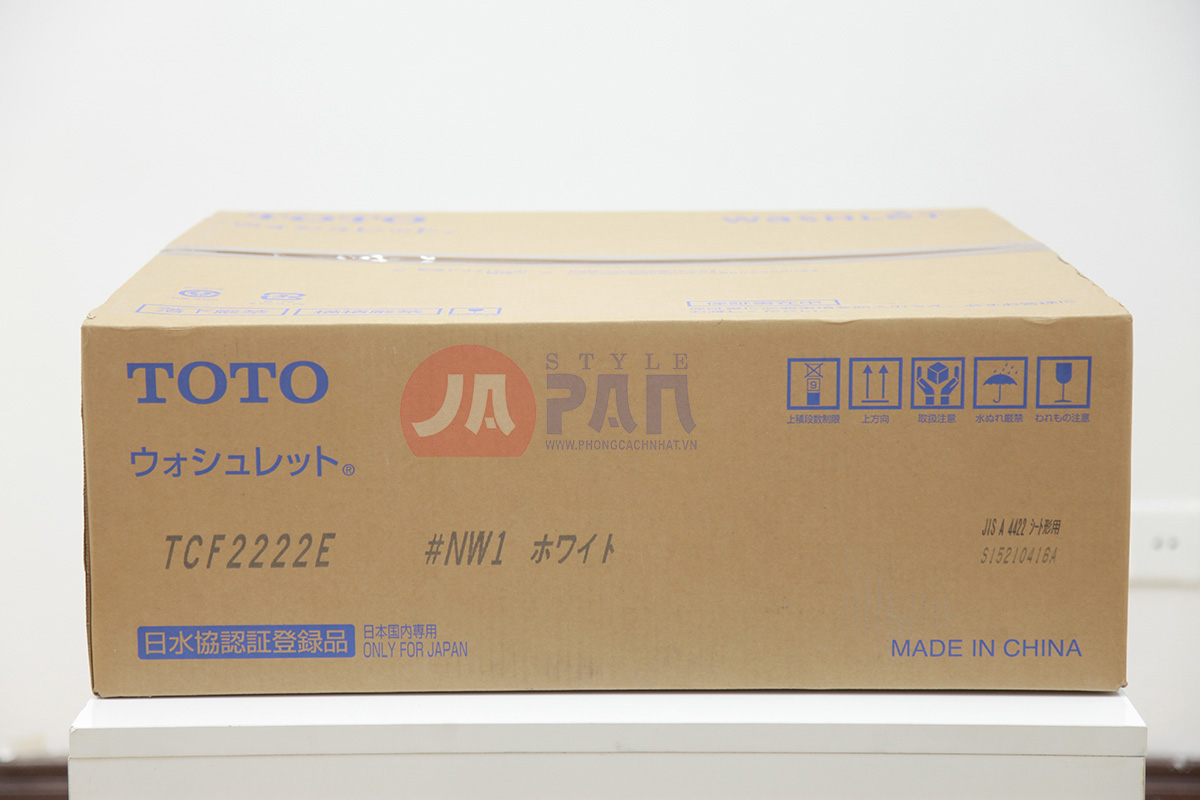 TOTO
washLet
TOTO
ウォシュレット®
STYLE
JAPAN
WWW.PHONGCACHNHAT.VN
9
上積段数制限
上方向
取扱注意
水ぬれ厳禁
われもの注意
TCF2222E
#NW1 ホワイト
JIS A 4422 シート形用
S15210416A
日水協認証登録品
日本国内専用
ONLY FOR JAPAN
MADE IN CHINA